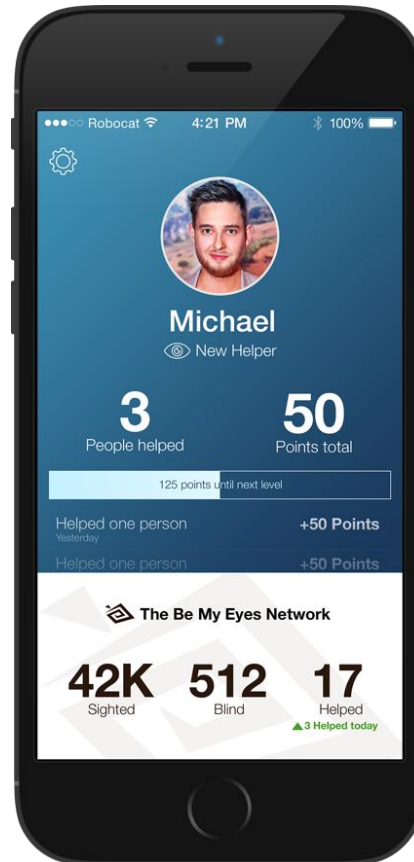 Robocat 4:21 PM 100%
Michael
New Helper
3 50
People helped Points total
125 points until next level
Helped one person +50 Points
Yesterday
Helped one person +50 Points
The Be My Eyes Network
42K 512 17
Sighted Blind Helped
▲3 Helped today